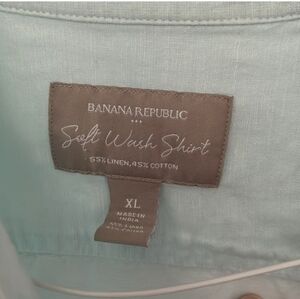 BANANA REPUBLIC
Soft Wash Shirt
55% LINEN, 45% COTTON
XL
MADE IN
INDIA